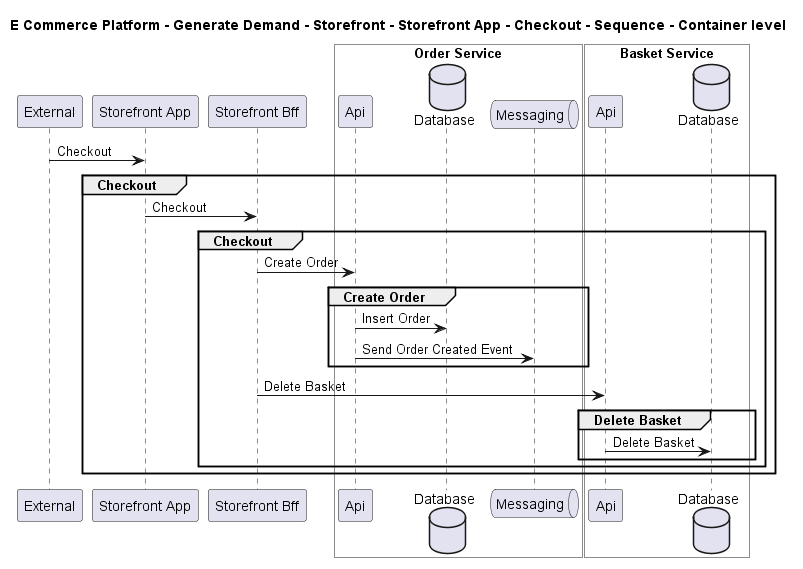 E Commerce Platform - Generate Demand - Storefront - Storefront App - Checkout - Sequence - Container level
Order Service
Basket Service
External
Storefront App
Storefront Bff
Api
Database
Messaging
Api
Database
Checkout
Checkout
Checkout
Checkout
Create Order
Create Order
Insert Order
Send Order Created Event
Delete Basket
Delete Basket
Delete Basket
External
Storefront App
Storefront Bff
Api
Database
Messaging
Api
Database